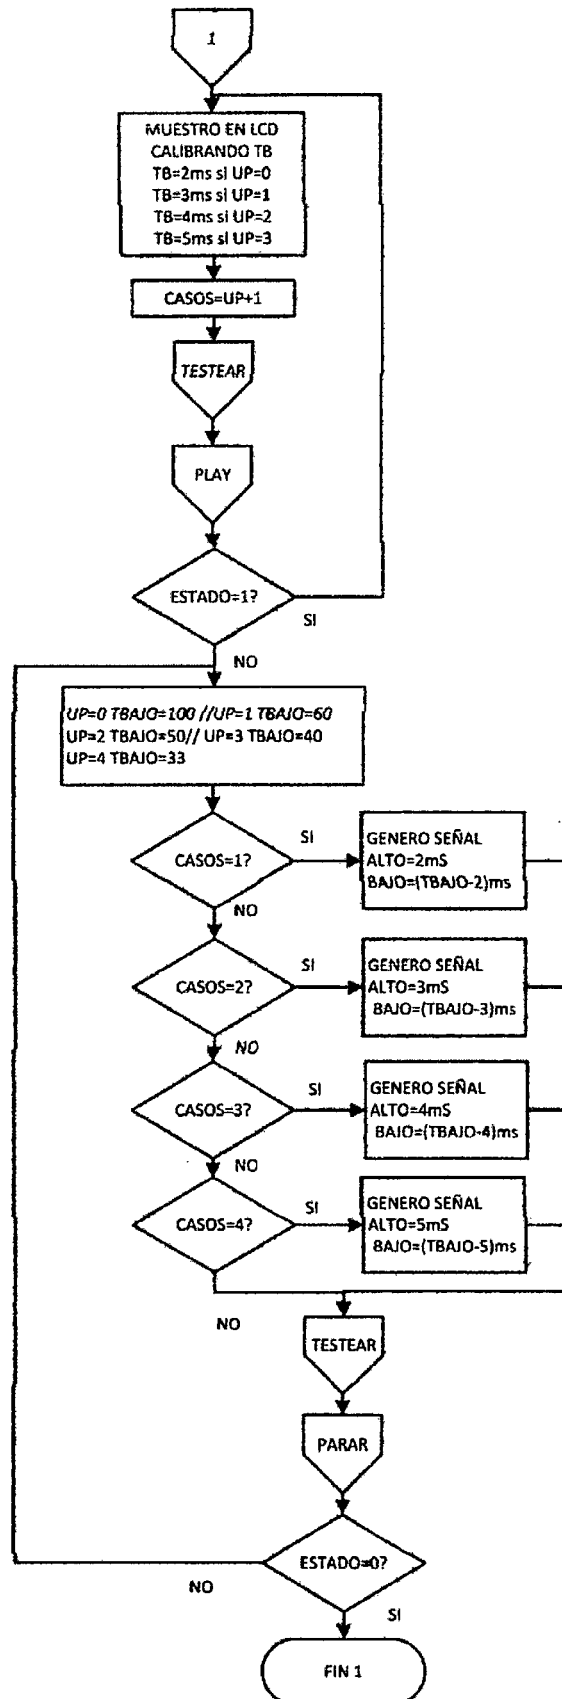 1
MUESTRO EN LCD
CALIBRANDO TB
TB=2ms si UP=0
TB=3ms si UP=1
TB=4ms si UP=2
TB=5ms si UP=3
CASOS=UP+1
TESTEAR
PLAY
ESTADO=1?
SI
NO
UP=0 TBAJO=100 //UP=1 TBAJO=60
UP=2 TBAJO=50// UP=3 TBAJO=40
UP=4 TBAJO=33
CASOS=1?
SI
GENERO SEÑAL
ALTO=2mS
BAJO=(TBAJO-2)ms
NO
CASOS=2?
SI
GENERO SEÑAL
ALTO=3mS
BAJO=(TBAJO-3)ms
NO
CASOS=3?
SI
GENERO SEÑAL
ALTO=4mS
BAJO=(TBAJO-4)ms
NO
CASOS=4?
SI
GENERO SEÑAL
ALTO=5mS
BAJO=(TBAJO-5)ms
NO
TESTEAR
PARAR
ESTADO=0?
NO
SI
FIN 1